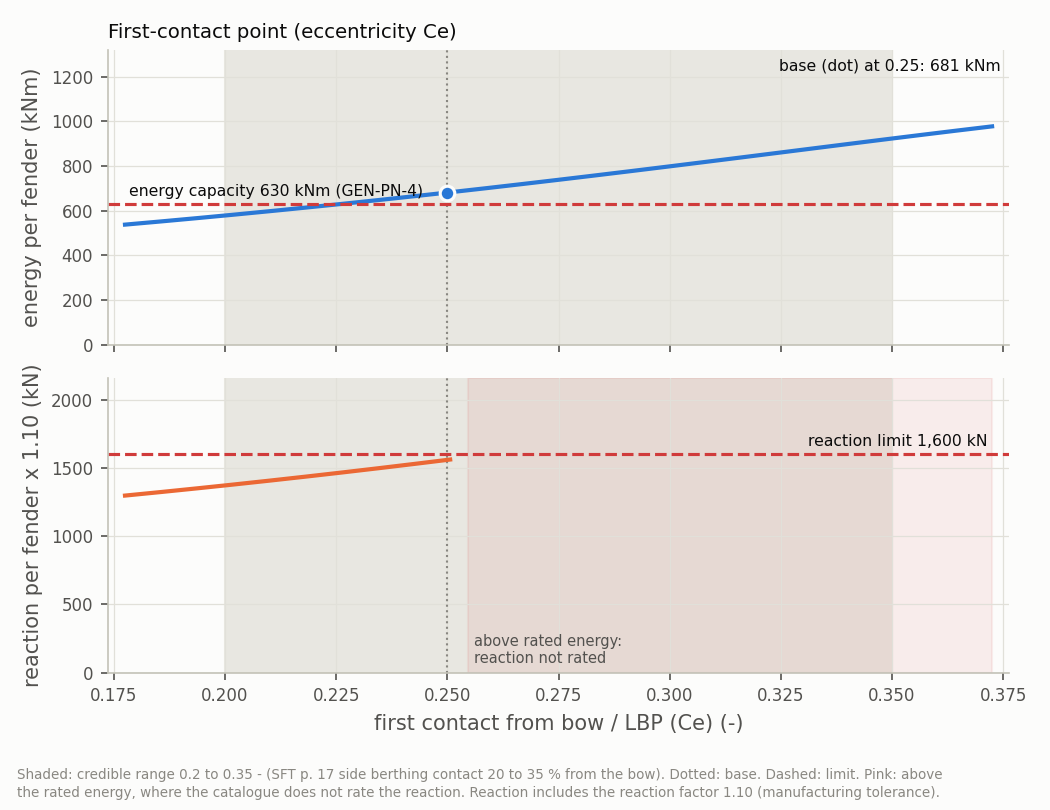 First-contact point (eccentricity Ce)
base (dot) at 0.25: 681 kNm
energy capacity 630 kNm (GEN-PN-4)
energy per fender (kNm)
1200
1000
800
600
400
200
0
reaction limit 1,600 kN
above rated energy:
reaction not rated
reaction per fender x 1.10 (kN)
2000
1500
1000
500
0
0.175 0.200 0.225 0.250 0.275 0.300 0.325 0.350 0.375
first contact from bow / LBP (Ce) (-)
Shaded: credible range 0.2 to 0.35 - (SFT p. 17 side berthing contact 20 to 35 % from the bow). Dotted: base. Dashed: limit. Pink: above
the rated energy, where the catalogue does not rate the reaction. Reaction includes the reaction factor 1.10 (manufacturing tolerance).